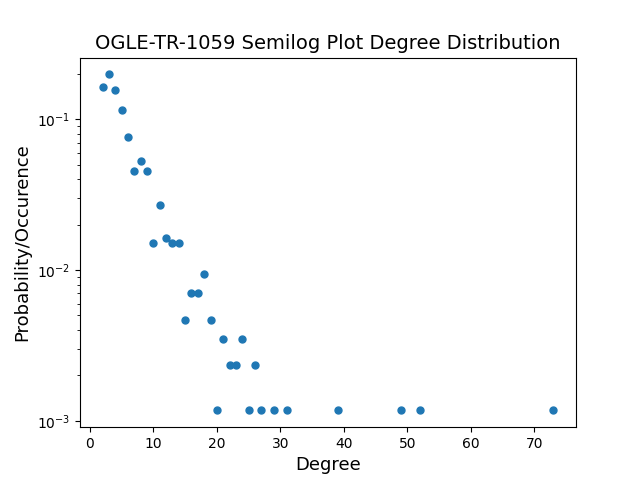 OGLE-TR-1059 Semilog Plot Degree Distribution
Probability/Occurence
10⁻¹
10⁻²
10⁻³
0 10 20 30 40 50 60 70
Degree